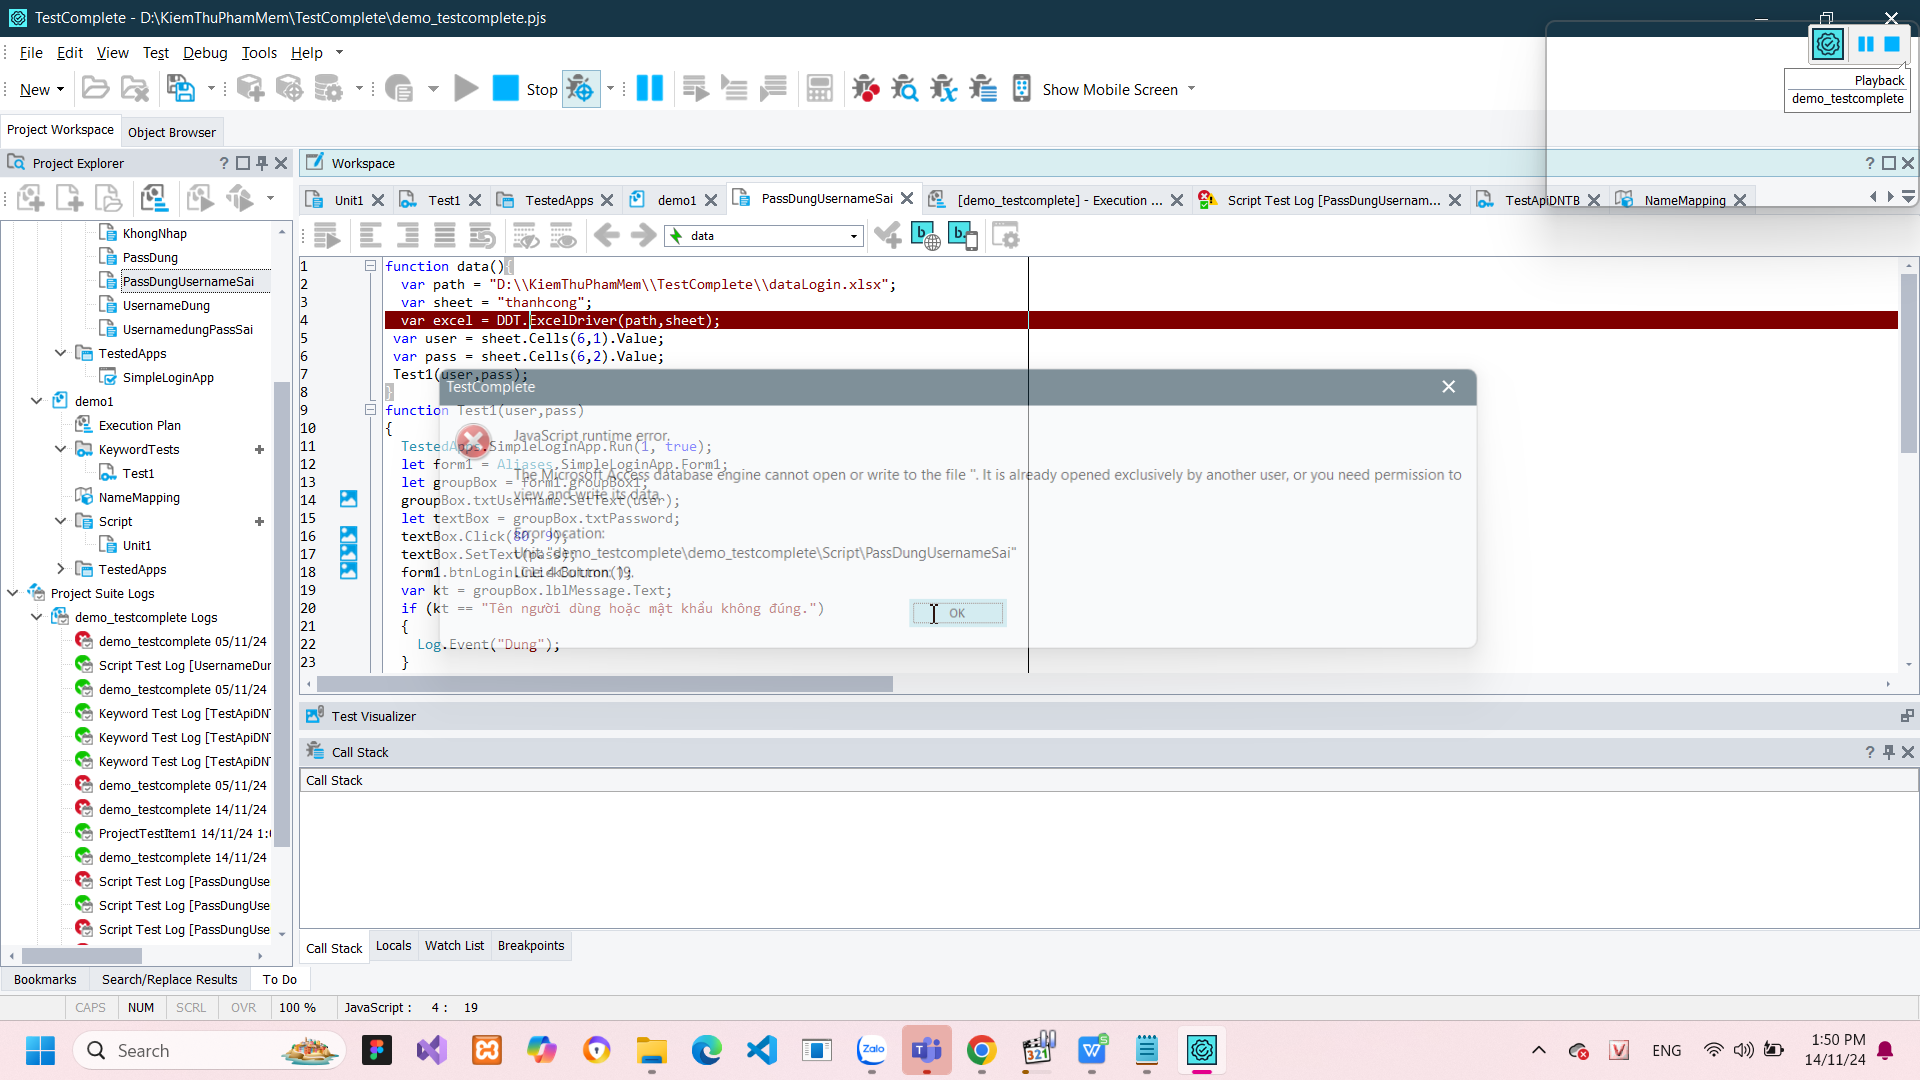 TestComplete - D:\KiemThuPhamMem\TestComplete\demo_testcomplete.pjs
File Edit View Test Debug Tools Help
New Stop Show Mobile Screen
Playback
demo_testcomplete
Project Workspace Object Browser
Project Explorer
Workspace
Unit1 Test1 TestedApps demo1 PassDungUsernameSai [demo_testcomplete] - Execution ... Script Test Log [PassDungUsernam... TestApiDNTB NameMapping
data
KhongNhap
PassDung
PassDungUsernameSai
UsernameDung
UsernamedungPassSai
TestedApps
SimpleLoginApp
demo1
Execution Plan
KeywordTests
Test1
NameMapping
Script
Unit1
TestedApps
Project Suite Logs
demo_testcomplete Logs
demo_testcomplete 05/11/24
Script Test Log [UsernameDur
demo_testcomplete 05/11/24
Keyword Test Log [TestApiDNT
Keyword Test Log [TestApiDNT
Keyword Test Log [TestApiDNT
demo_testcomplete 05/11/24
demo_testcomplete 14/11/24
ProjectTestItem1 14/11/24 1:
demo_testcomplete 14/11/24
Script Test Log [PassDungUse
Script Test Log [PassDungUse
Script Test Log [PassDungUse
1 function data(){
2 var path = "D:\\KiemThuPhamMem\\TestComplete\\dataLogin.xlsx";
3 var sheet = "thanhcong";
4 var excel = DDT.ExcelDriver(path,sheet);
5 var user = sheet.Cells(6,1).Value;
6 var pass = sheet.Cells(6,2).Value;
7 Test1(user,pass);
8 }
9 function Test1(user,pass)
10 {
11 TestedApps.SimpleLoginApp.Run(1, true);
12 let form1 = Aliases.SimpleLoginApp.Form1;
13 let groupBox = form1.groupBox1;
14 groupBox.txtUsername.SetText(user);
15 let textBox = groupBox.txtPassword;
16 textBox.Click(80, 9);
17 textBox.SetText(pass);
18 form1.btnLogin.ClickButton();
19 var kt = groupBox.lblMessage.Text;
20 if (kt == "Tên người dùng hoặc mật khẩu không đúng.")
21 {
22 Log.Event("Dung");
23 }
TestComplete
JavaScript runtime error.
The Microsoft Access database engine cannot open or write to the file ''. It is already opened exclusively by another user, or you need permission to
view and write its data.
Error location:
Unit: "demo_testcomplete\demo_testcomplete\Script\PassDungUsernameSai"
Line: 4 Column: 19.
OK
Test Visualizer
Call Stack
Call Stack
Call Stack Locals Watch List Breakpoints
Bookmarks Search/Replace Results To Do
CAPS NUM SCRL OVR 100 % JavaScript : 4 : 19
Search
Zalo
321
ENG
1:50 PM
14/11/24